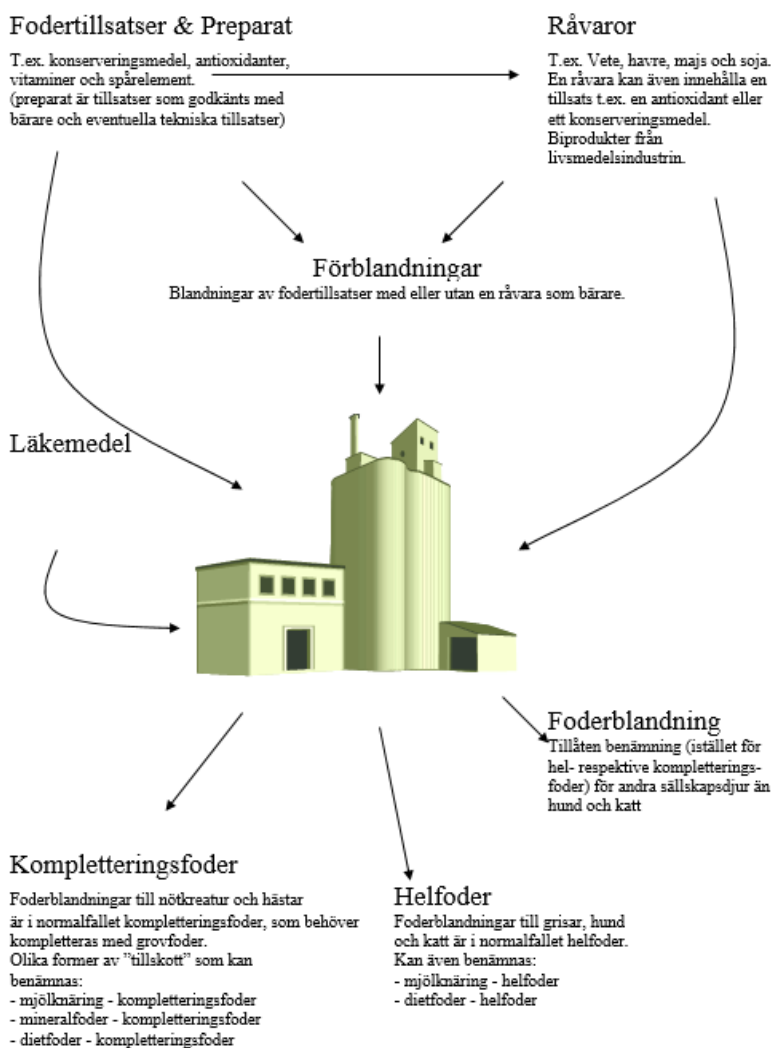 Fodertillsatser & Preparat
T.ex. konserveringsmedel, antioxidanter,
vitaminer och spårelement.
(preparat är tillsatser som godkänts med
bärare och eventuella tekniska tillsatser)
Råvaror
T.ex. Vete, havre, majs och soja.
En råvara kan även innehålla en
tillsats t.ex. en antioxidant eller
ett konserveringsmedel.
Biprodukter från
livsmedelsindustrin.
Förblandningar
Blandningar av fodertillsatser med eller utan en råvara som bärare.
Läkemedel
Foderblandning
Tillåten benämning (istället för
hel- respektive kompletterings-
foder) för andra sällskapsdjur än
hund och katt
Kompletteringsfoder
Foderblandningar till nötkreatur och hästar
är i normalfallet kompletteringsfoder, som behöver
kompletteras med grovfoder.
Olika former av ”tillskott” som kan
benämnas:
- mjölknäring - kompletteringsfoder
- mineralfoder - kompletteringsfoder
- dietfoder - kompletteringsfoder
Helfoder
Foderblandningar till grisar, hund
och katt är i normalfallet helfoder.
Kan även benämnas:
- mjölknäring - helfoder
- dietfoder - helfoder